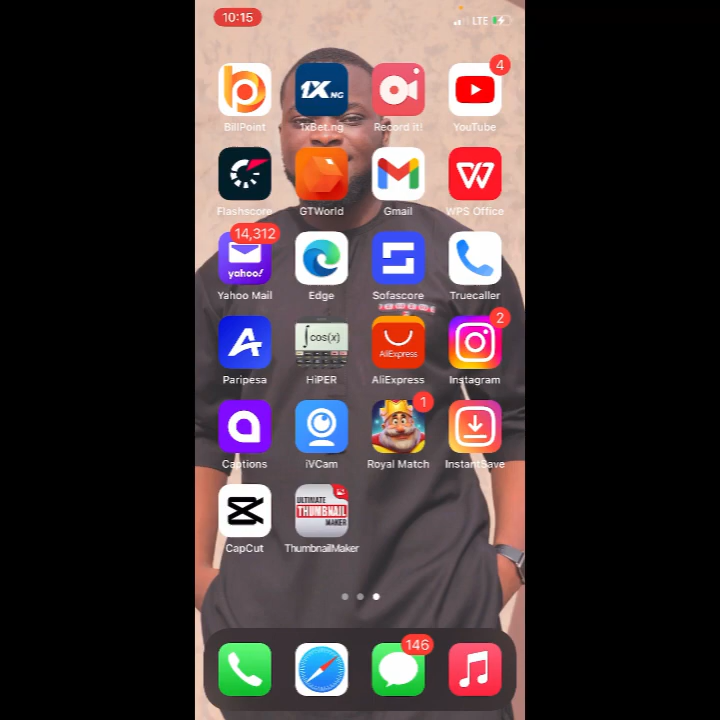 10:15
LTE
4
1X.NG
BillPoint 1xBet.ng Record it! YouTube
Flashscore GTWorld Gmail WPS Office
14,312
yahoo!
Yahoo Mail Edge Sofascore Truecaller
2
∫cos(x)
AliExpress
Paripesa HiPER AliExpress Instagram
1
Captions iVCam Royal Match InstantSave
ULTIMATE
THUMBNAIL
MAKER
CapCut ThumbnailMaker
146